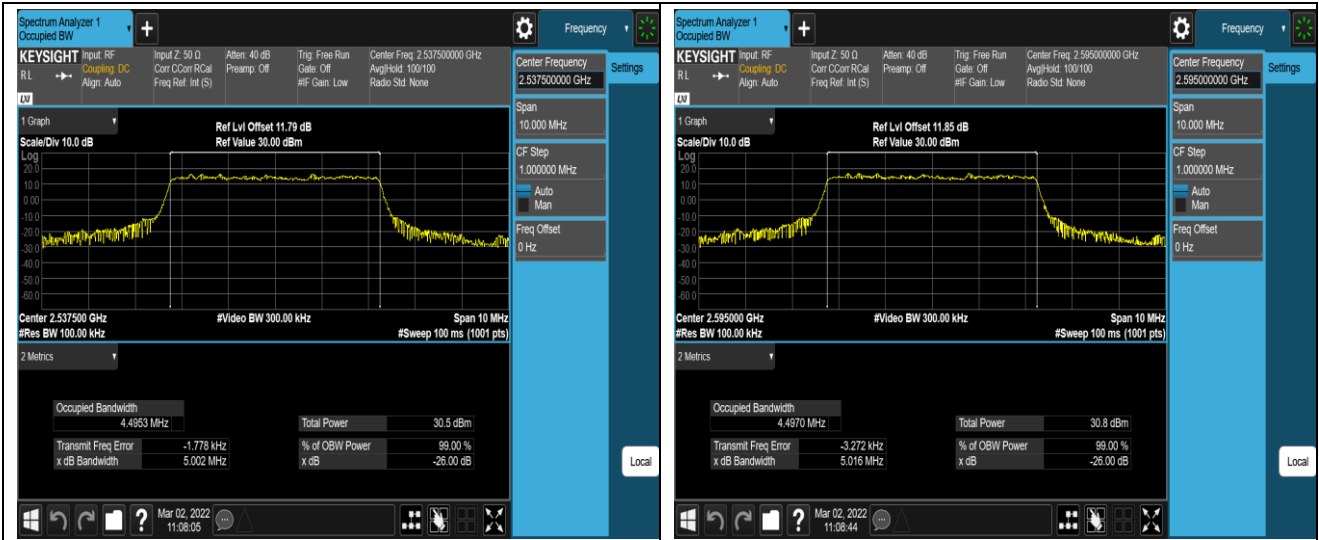 Spectrum Analyzer 1
Occupied BW
+
Frequency
KEYSIGHT
RL
LXI
Input: RF
Coupling: DC
Align: Auto
Input Z: 50 Ω
Corr CCorr RCal
Freq Ref: Int (S)
Atten: 40 dB
Preamp: Off
Trig: Free Run
Gate: Off
#IF Gain: Low
Center Freq: 2.537500000 GHz
Avg|Hold: 100/100
Radio Std: None
Center Frequency
2.537500000 GHz
Settings
Span
10.000 MHz
CF Step
1.000000 MHz
Auto
Man
Freq Offset
0 Hz
Local
1 Graph
Scale/Div 10.0 dB
Ref Lvl Offset 11.79 dB
Ref Value 30.00 dBm
Log
20.0
10.0
0.00
-10.0
-20.0
-30.0
-40.0
-50.0
-60.0
Center 2.537500 GHz
#Video BW 300.00 kHz
Span 10 MHz
#Res BW 100.00 kHz
#Sweep 100 ms (1001 pts)
2 Metrics
Occupied Bandwidth
4.4953 MHz
Total Power 30.5 dBm
Transmit Freq Error -1.778 kHz
% of OBW Power 99.00 %
x dB Bandwidth 5.002 MHz
x dB -26.00 dB
?
Mar 02, 2022
11:08:05
Spectrum Analyzer 1
Occupied BW
+
Frequency
KEYSIGHT
RL
LXI
Input: RF
Coupling: DC
Align: Auto
Input Z: 50 Ω
Corr CCorr RCal
Freq Ref: Int (S)
Atten: 40 dB
Preamp: Off
Trig: Free Run
Gate: Off
#IF Gain: Low
Center Freq: 2.595000000 GHz
Avg|Hold: 100/100
Radio Std: None
Center Frequency
2.595000000 GHz
Settings
Span
10.000 MHz
CF Step
1.000000 MHz
Auto
Man
Freq Offset
0 Hz
Local
1 Graph
Scale/Div 10.0 dB
Ref Lvl Offset 11.85 dB
Ref Value 30.00 dBm
Log
20.0
10.0
0.00
-10.0
-20.0
-30.0
-40.0
-50.0
-60.0
Center 2.595000 GHz
#Video BW 300.00 kHz
Span 10 MHz
#Res BW 100.00 kHz
#Sweep 100 ms (1001 pts)
2 Metrics
Occupied Bandwidth
4.4970 MHz
Total Power 30.8 dBm
Transmit Freq Error -3.272 kHz
% of OBW Power 99.00 %
x dB Bandwidth 5.016 MHz
x dB -26.00 dB
?
Mar 02, 2022
11:08:44